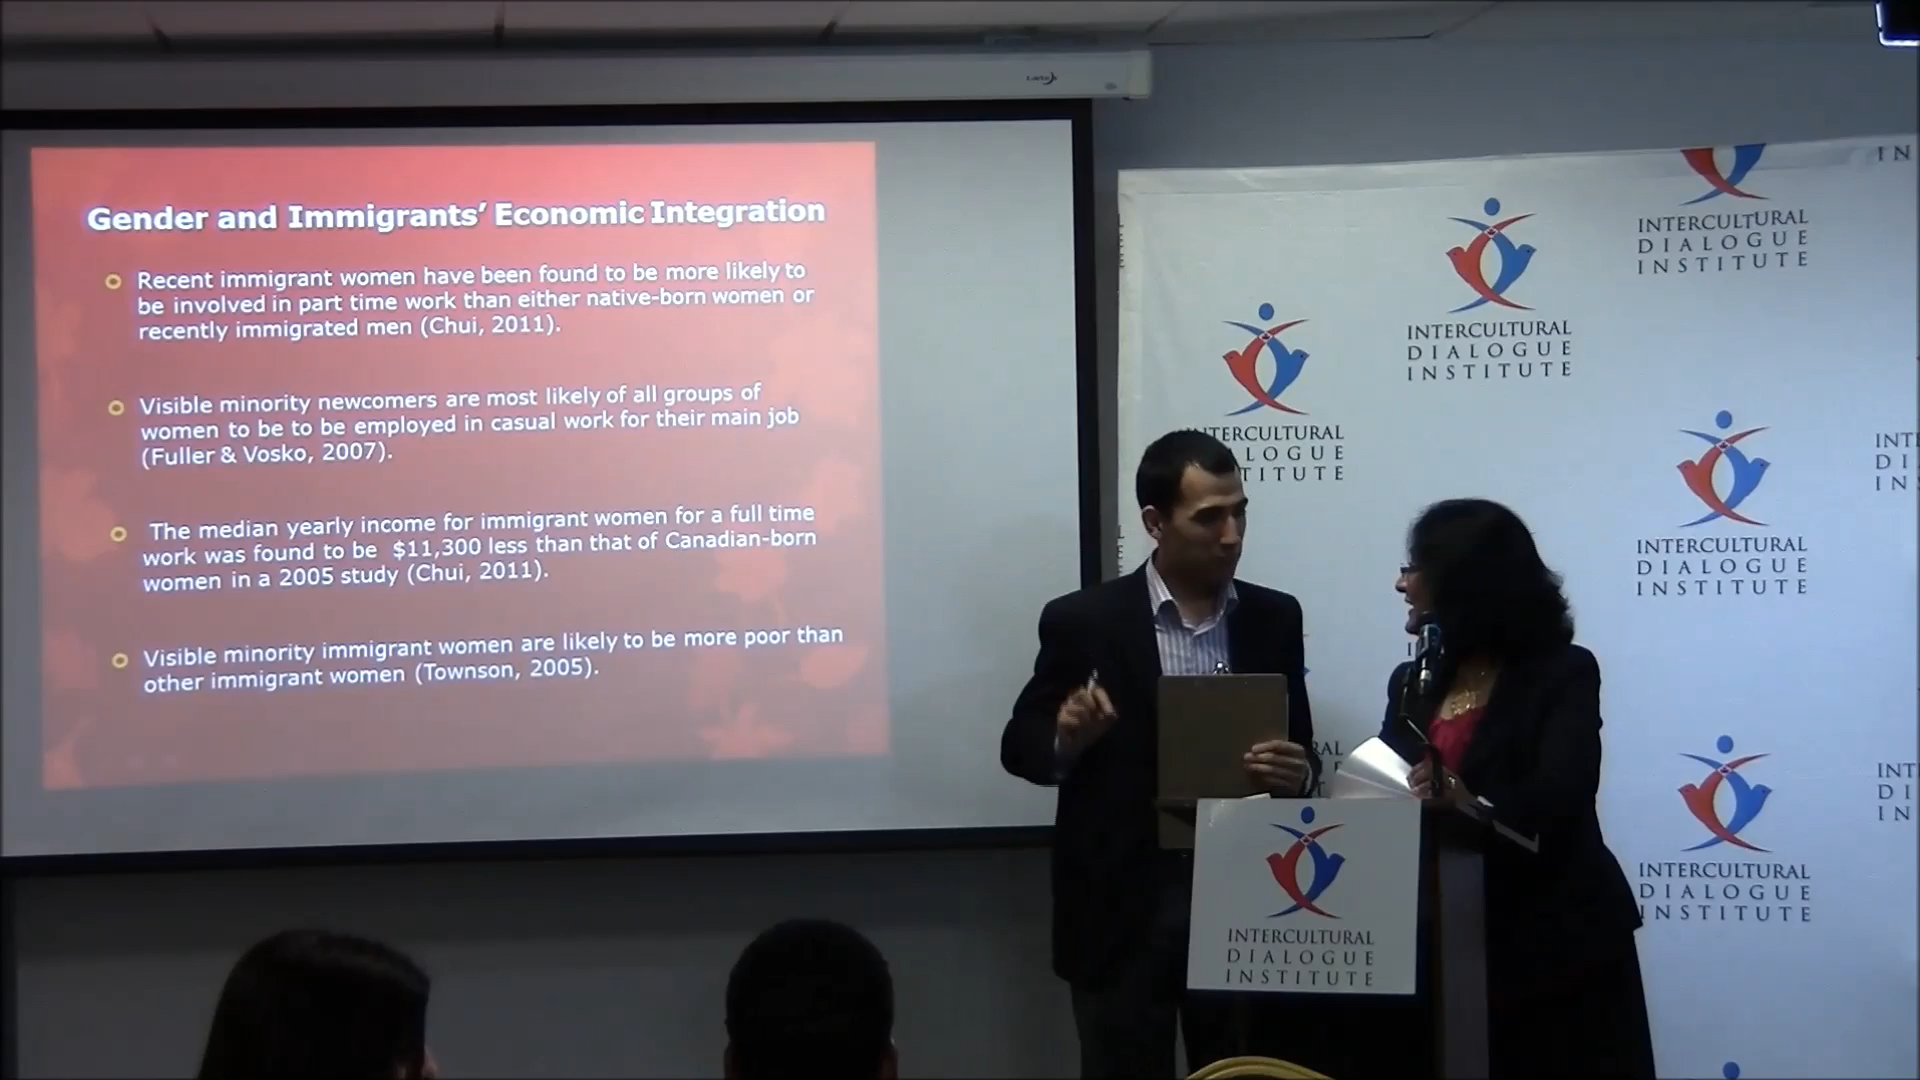 Gender and Immigrants' Economic Integration
Recent immigrant women have been found to be more likely to
be involved in part time work than either native-born women or
recently immigrated men (Chui, 2011).
Visible minority newcomers are most likely of all groups of
women to be to be employed in casual work for their main job
(Fuller & Vosko, 2007).
The median yearly income for immigrant women for a full time
work was found to be $11,300 less than that of Canadian-born
women in a 2005 study (Chui, 2011).
Visible minority immigrant women are likely to be more poor than
other immigrant women (Townson, 2005).
INTERCULTURAL
DIALOGUE
INSTITUTE
INTERCULTURAL
DIALOGUE
INSTITUTE
INTERCULTURAL
DIALOGUE
INSTITUTE
INTERCULTURAL
DIALOGUE
INSTITUTE
INTERCULTURAL
DIALOGUE
INSTITUTE